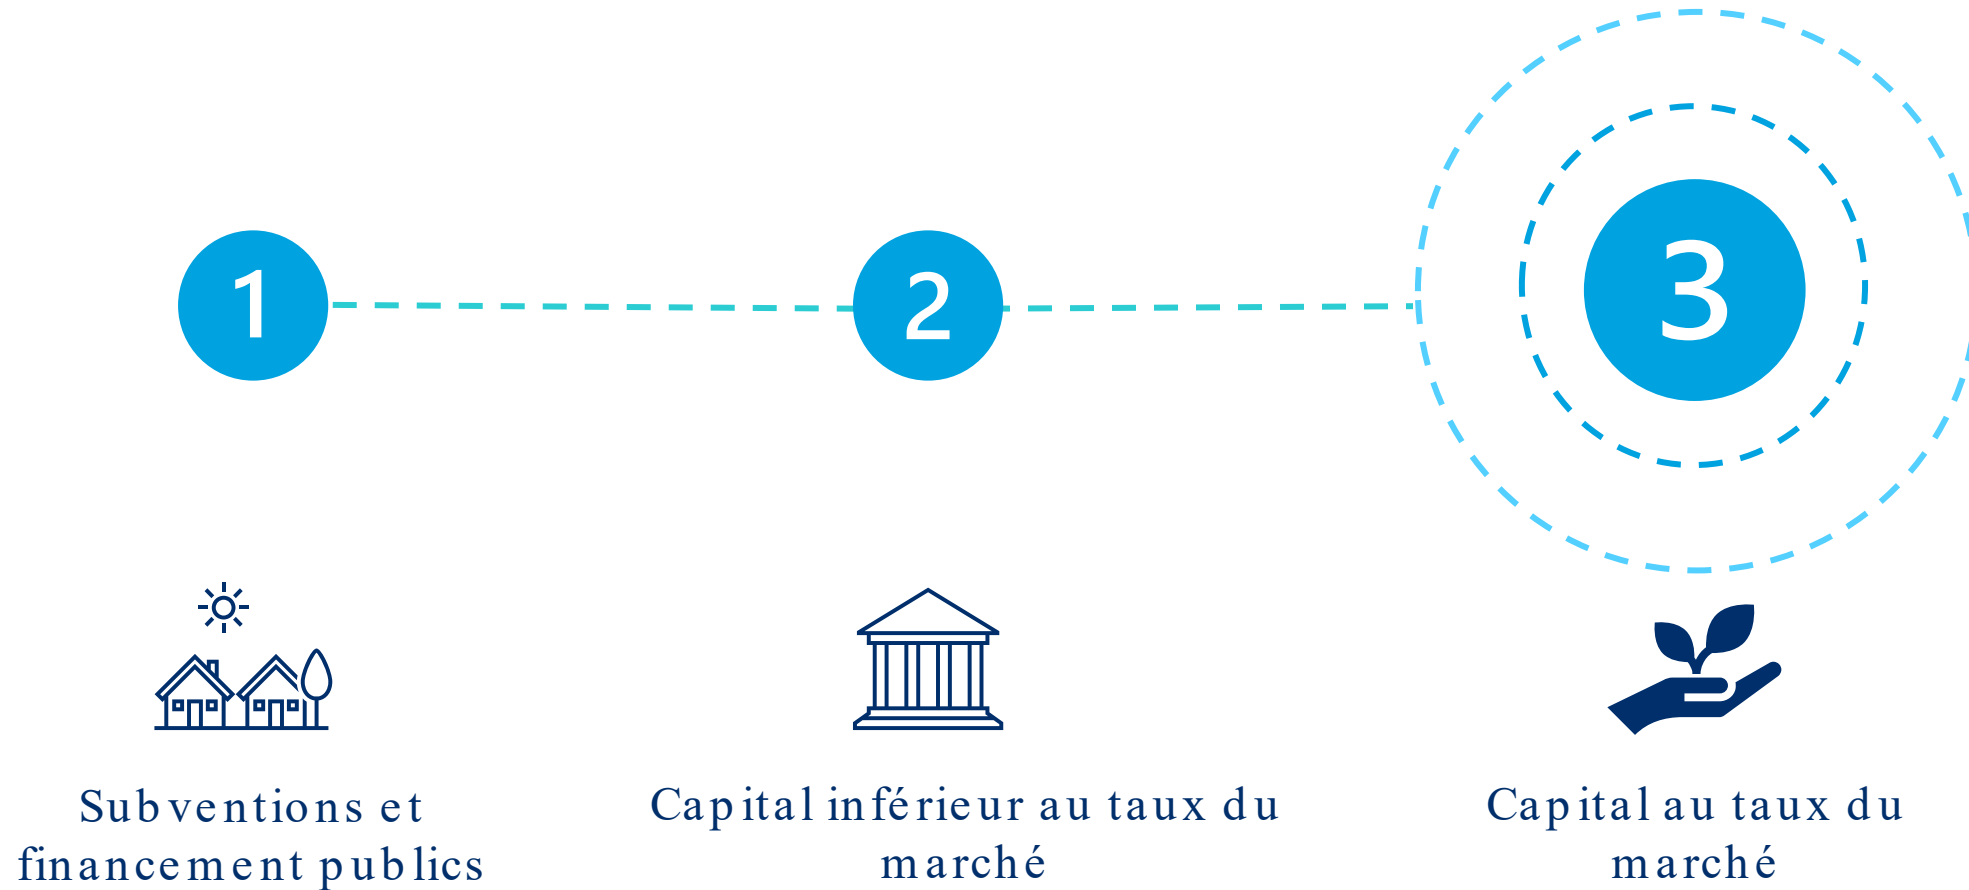 1
2
3
Subventions et
financement publics
Capital inférieur au taux du
marché
Capital au taux du
marché